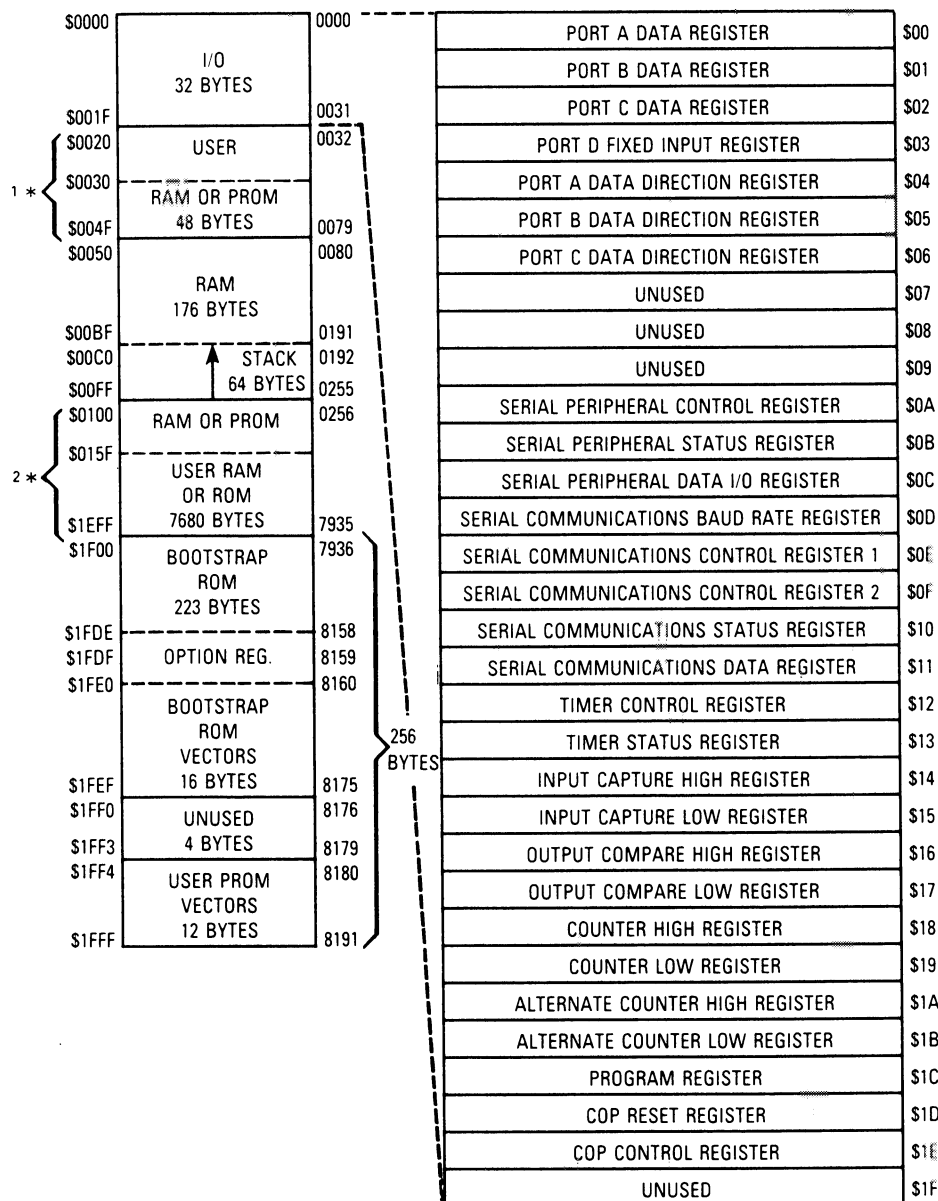 $0000
0000
I/O
32 BYTES
$001F
0031
$0020
USER
0032
1 *
$0030
RAM OR PROM
48 BYTES
$004F
0079
$0050
0080
RAM
176 BYTES
$00BF
0191
$00C0
STACK
0192
64 BYTES
$00FF
0255
$0100
RAM OR PROM
0256
$015F
2 *
USER RAM
OR ROM
7680 BYTES
$1EFF
7935
$1F00
7936
BOOTSTRAP
ROM
223 BYTES
$1FDE
8158
$1FDF
OPTION REG.
8159
$1FE0
8160
BOOTSTRAP
ROM
VECTORS
16 BYTES
$1FEF
8175
$1FF0
8176
UNUSED
4 BYTES
$1FF3
8179
$1FF4
8180
USER PROM
VECTORS
12 BYTES
$1FFF
8191
256
BYTES
PORT A DATA REGISTER $00
PORT B DATA REGISTER $01
PORT C DATA REGISTER $02
PORT D FIXED INPUT REGISTER $03
PORT A DATA DIRECTION REGISTER $04
PORT B DATA DIRECTION REGISTER $05
PORT C DATA DIRECTION REGISTER $06
UNUSED $07
UNUSED $08
UNUSED $09
SERIAL PERIPHERAL CONTROL REGISTER $0A
SERIAL PERIPHERAL STATUS REGISTER $0B
SERIAL PERIPHERAL DATA I/O REGISTER $0C
SERIAL COMMUNICATIONS BAUD RATE REGISTER $0D
SERIAL COMMUNICATIONS CONTROL REGISTER 1 $0E
SERIAL COMMUNICATIONS CONTROL REGISTER 2 $0F
SERIAL COMMUNICATIONS STATUS REGISTER $10
SERIAL COMMUNICATIONS DATA REGISTER $11
TIMER CONTROL REGISTER $12
TIMER STATUS REGISTER $13
INPUT CAPTURE HIGH REGISTER $14
INPUT CAPTURE LOW REGISTER $15
OUTPUT COMPARE HIGH REGISTER $16
OUTPUT COMPARE LOW REGISTER $17
COUNTER HIGH REGISTER $18
COUNTER LOW REGISTER $19
ALTERNATE COUNTER HIGH REGISTER $1A
ALTERNATE COUNTER LOW REGISTER $1B
PROGRAM REGISTER $1C
COP RESET REGISTER $1D
COP CONTROL REGISTER $1E
UNUSED $1F